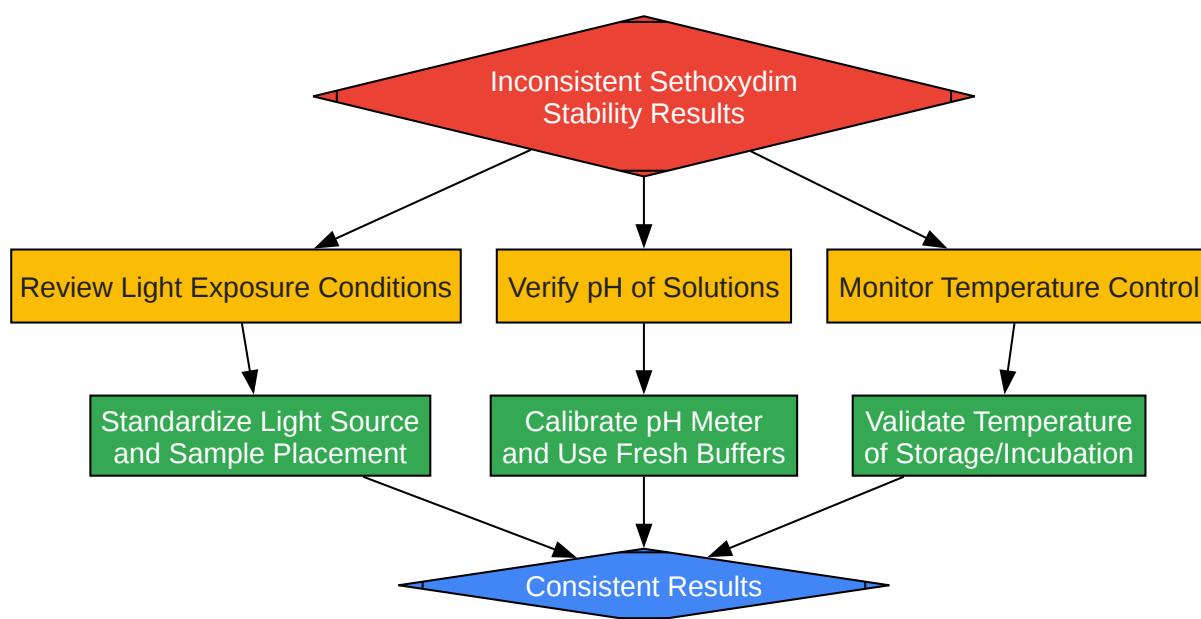 Inconsistent Sethoxydim
Stability Results
Review Light Exposure Conditions
Verify pH of Solutions
Monitor Temperature Control
Standardize Light Source
and Sample Placement
Calibrate pH Meter
and Use Fresh Buffers
Validate Temperature
of Storage/Incubation
Consistent Results